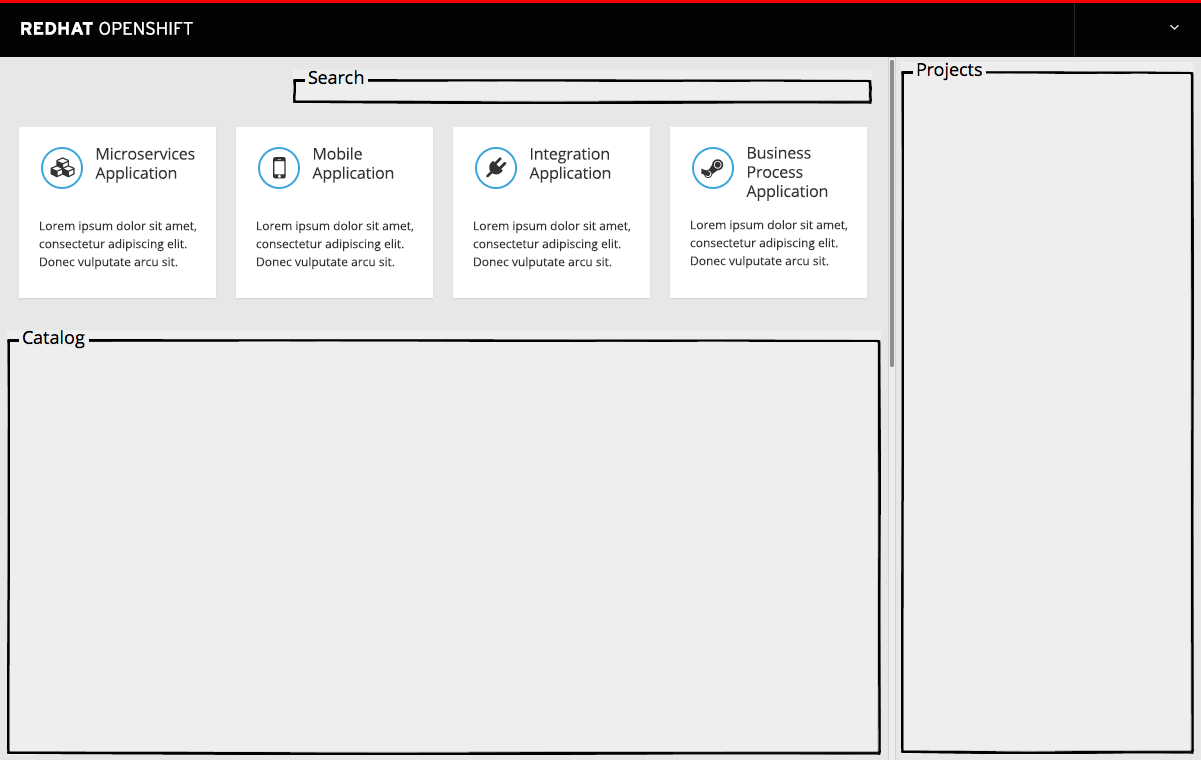 REDHAT OPENSHIFT
Search
Projects
Microservices
Application
Lorem ipsum dolor sit amet,
consectetur adipiscing elit.
Donec vulputate arcu sit.
Mobile
Application
Lorem ipsum dolor sit amet,
consectetur adipiscing elit.
Donec vulputate arcu sit.
Integration
Application
Lorem ipsum dolor sit amet,
consectetur adipiscing elit.
Donec vulputate arcu sit.
Business
Process
Application
Lorem ipsum dolor sit amet,
consectetur adipiscing elit.
Donec vulputate arcu sit.
Catalog